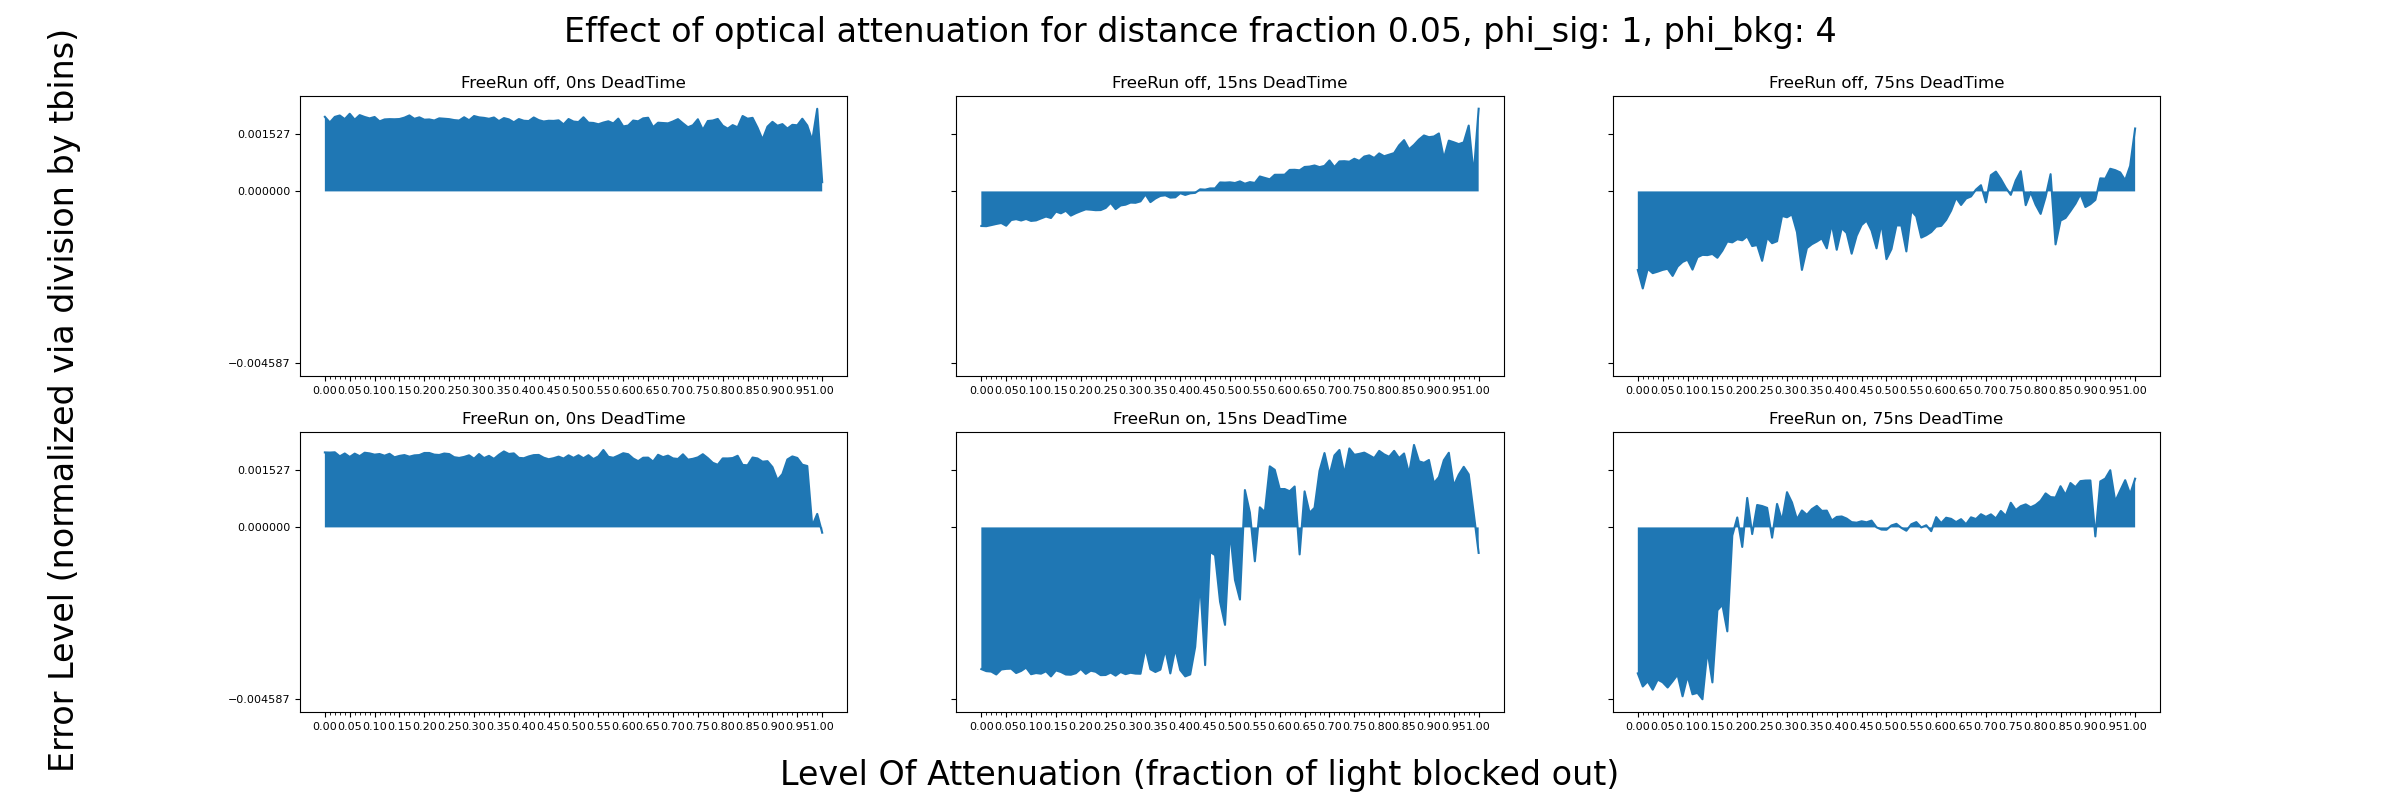 Effect of optical attenuation for distance fraction 0.05, phi_sig: 1, phi_bkg: 4
Error Level (normalized via division by tbins)
FreeRun off, 0ns DeadTime
0.001527
0.000000
−0.004587
0.00 0.05 0.10 0.15 0.20 0.25 0.30 0.35 0.40 0.45 0.50 0.55 0.60 0.65 0.70 0.75 0.80 0.85 0.90 0.95 1.00
FreeRun off, 15ns DeadTime
0.00 0.05 0.10 0.15 0.20 0.25 0.30 0.35 0.40 0.45 0.50 0.55 0.60 0.65 0.70 0.75 0.80 0.85 0.90 0.95 1.00
FreeRun off, 75ns DeadTime
0.00 0.05 0.10 0.15 0.20 0.25 0.30 0.35 0.40 0.45 0.50 0.55 0.60 0.65 0.70 0.75 0.80 0.85 0.90 0.95 1.00
FreeRun on, 0ns DeadTime
0.001527
0.000000
−0.004587
0.00 0.05 0.10 0.15 0.20 0.25 0.30 0.35 0.40 0.45 0.50 0.55 0.60 0.65 0.70 0.75 0.80 0.85 0.90 0.95 1.00
FreeRun on, 15ns DeadTime
0.00 0.05 0.10 0.15 0.20 0.25 0.30 0.35 0.40 0.45 0.50 0.55 0.60 0.65 0.70 0.75 0.80 0.85 0.90 0.95 1.00
FreeRun on, 75ns DeadTime
0.00 0.05 0.10 0.15 0.20 0.25 0.30 0.35 0.40 0.45 0.50 0.55 0.60 0.65 0.70 0.75 0.80 0.85 0.90 0.95 1.00
Level Of Attenuation (fraction of light blocked out)